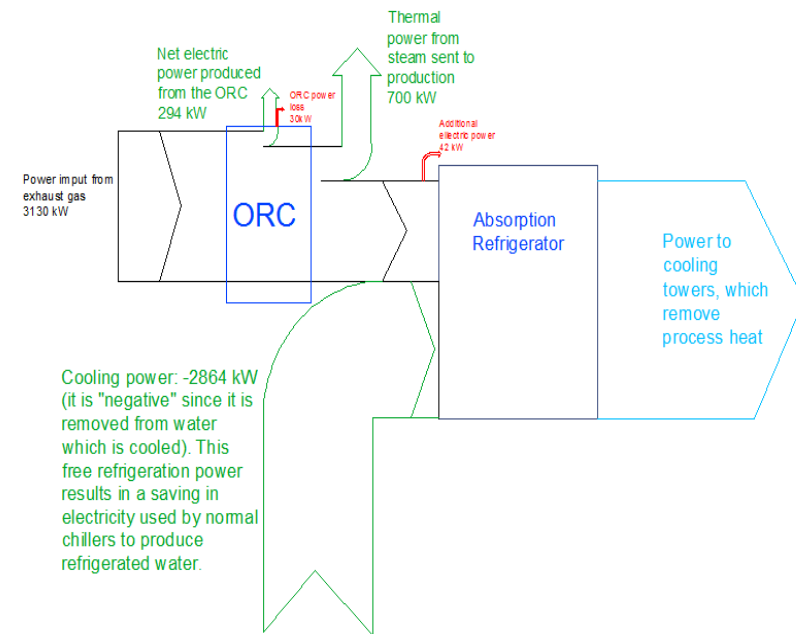 Thermal
power from
steam sent to
production
700 kW
Net electric
power produced
from the ORC
294 kW
ORC power
loss
30kW
Additional
ellectric power
42 kW
Power imput from
exhaust gas
3130 kW
ORC
Absorption
Refrigerator
Power to
cooling
towers, which
remove
process heat
Cooling power: -2864 kW
(it is "negative" since it is
removed from water
which is cooled). This
free refrigeration power
results in a saving in
electricity used by normal
chillers to produce
refrigerated water.